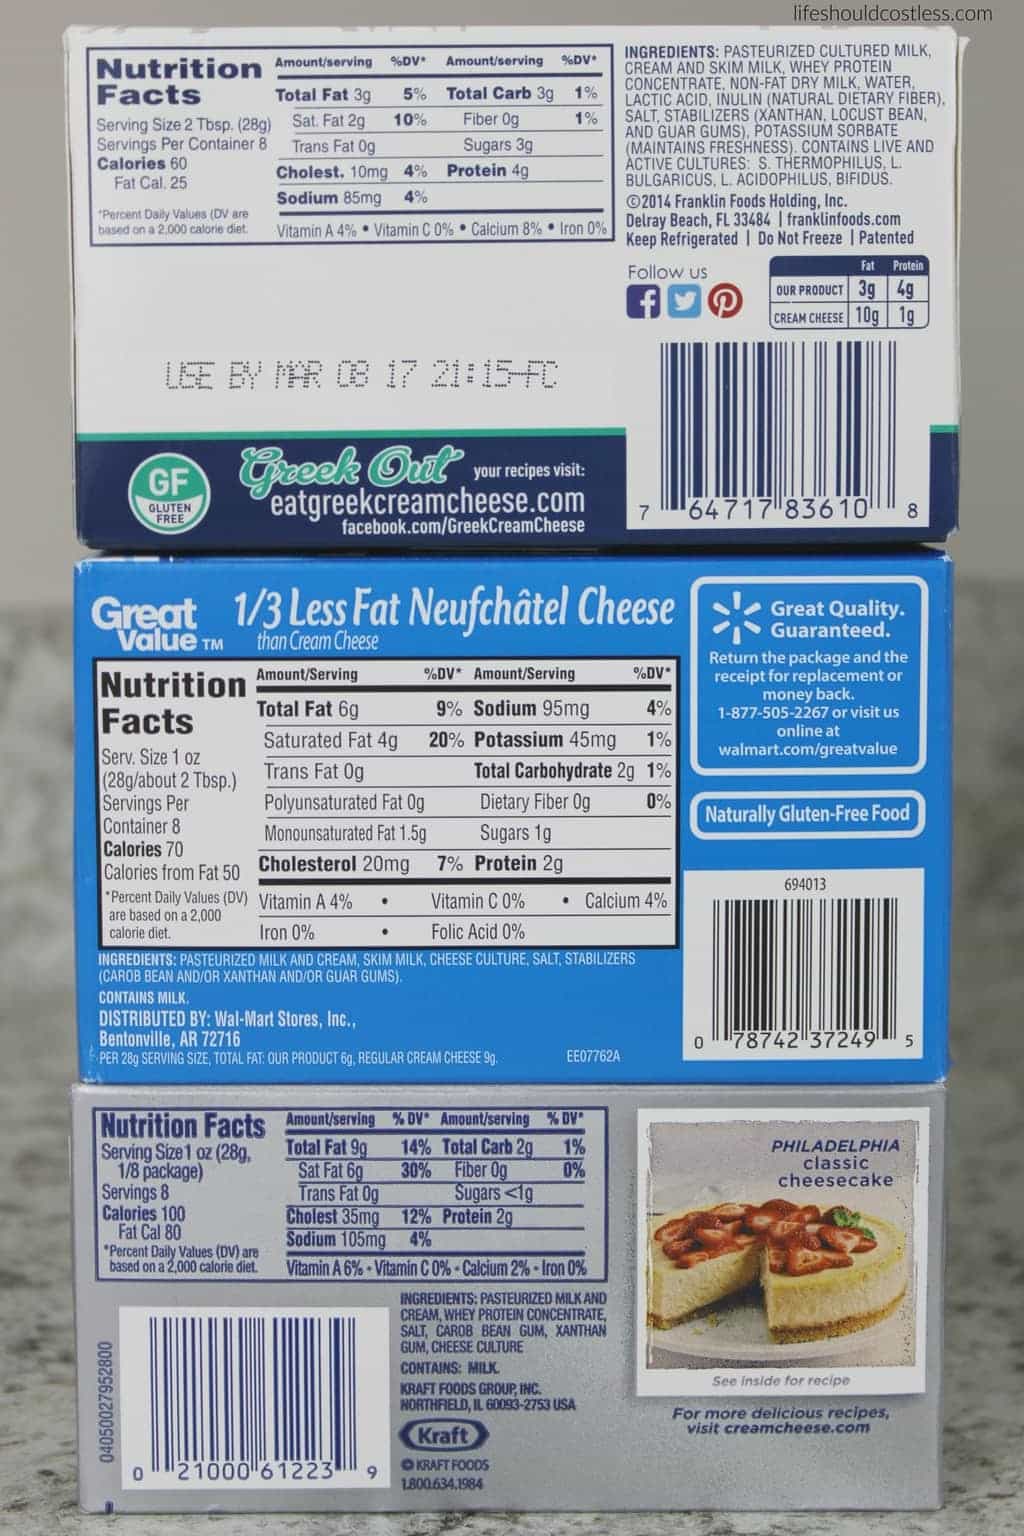 lifeshouldcostless.com
Nutrition
Facts
Serving Size 2 Tbsp. (28g)
Servings Per Container 8
Calories 60
Fat Cal. 25
*Percent Daily Values (DV are
based on a 2,000 calorie diet.
Amount/serving %DV* Amount/serving %DV*
Total Fat 3g 5% Total Carb 3g 1%
Sat. Fat 2g 10% Fiber 0g 1%
Trans Fat 0g Sugars 3g
Cholest. 10mg 4% Protein 4g
Sodium 85mg 4%
Vitamin A 4% • Vitamin C 0% • Calcium 8% • Iron 0%
INGREDIENTS: PASTEURIZED CULTURED MILK,
CREAM AND SKIM MILK, WHEY PROTEIN
CONCENTRATE, NON-FAT DRY MILK, WATER,
LACTIC ACID, INULIN (NATURAL DIETARY FIBER),
SALT, STABILIZERS (XANTHAN, LOCUST BEAN,
AND GUAR GUMS), POTASSIUM SORBATE
(MAINTAINS FRESHNESS). CONTAINS LIVE AND
ACTIVE CULTURES: S. THERMOPHILUS, L.
BULGARICUS, L. ACIDOPHILUS, BIFIDUS.
©2014 Franklin Foods Holding, Inc.
Delray Beach, FL 33484 | franklinfoods.com
Keep Refrigerated | Do Not Freeze | Patented
Follow us
Fat Protein
OUR PRODUCT 3g 4g
CREAM CHEESE 10g 1g
USE BY MAR 08 17 21:15-FC
7 64717 83610 8
GF
GLUTEN
FREE
Greek Out your recipes visit:
eatgreekcreamcheese.com
facebook.com/GreekCreamCheese
Great
Value TM
1/3 Less Fat Neufchâtel Cheese
than Cream Cheese
Nutrition
Facts
Serv. Size 1 oz
(28g/about 2 Tbsp.)
Servings Per
Container 8
Calories 70
Calories from Fat 50
*Percent Daily Values (DV)
are based on a 2,000
calorie diet.
Amount/Serving %DV* Amount/Serving %DV*
Total Fat 6g 9% Sodium 95mg 4%
Saturated Fat 4g 20% Potassium 45mg 1%
Trans Fat 0g Total Carbohydrate 2g 1%
Polyunsaturated Fat 0g Dietary Fiber 0g 0%
Monounsaturated Fat 1.5g Sugars 1g
Cholesterol 20mg 7% Protein 2g
Vitamin A 4% • Vitamin C 0% • Calcium 4%
Iron 0% • Folic Acid 0%
INGREDIENTS: PASTEURIZED MILK AND CREAM, SKIM MILK, CHEESE CULTURE, SALT, STABILIZERS
(CAROB BEAN AND/OR XANTHAN AND/OR GUAR GUMS).
CONTAINS MILK.
DISTRIBUTED BY: Wal-Mart Stores, Inc.,
Bentonville, AR 72716
PER 28g SERVING SIZE, TOTAL FAT: OUR PRODUCT 6g, REGULAR CREAM CHEESE 9g.
EE07762A
Great Quality.
Guaranteed.
Return the package and the
receipt for replacement or
money back.
1-877-505-2267 or visit us
online at
walmart.com/greatvalue
Naturally Gluten-Free Food
694013
0 78742 37249 5
Nutrition Facts
Serving Size1 oz (28g,
1/8 package)
Servings 8
Calories 100
Fat Cal 80
*Percent Daily Values (DV) are
based on a 2,000 calorie diet.
Amount/serving % DV* Amount/serving % DV*
Total Fat 9g 14% Total Carb 2g 1%
Sat Fat 6g 30% Fiber 0g 0%
Trans Fat 0g Sugars <1g
Cholest 35mg 12% Protein 2g
Sodium 105mg 4%
Vitamin A 6% • Vitamin C 0% • Calcium 2% • Iron 0%
INGREDIENTS: PASTEURIZED MILK AND
CREAM, WHEY PROTEIN CONCENTRATE,
SALT, CAROB BEAN GUM, XANTHAN
GUM, CHEESE CULTURE
CONTAINS: MILK.
KRAFT FOODS GROUP, INC.
NORTHFIELD, IL 60093-2753 USA
Kraft
© KRAFT FOODS
1.800.634.1984
04050027952800
0 21000 61223 9
PHILADELPHIA
classic
cheesecake
See inside for recipe
For more delicious recipes,
visit creamcheese.com